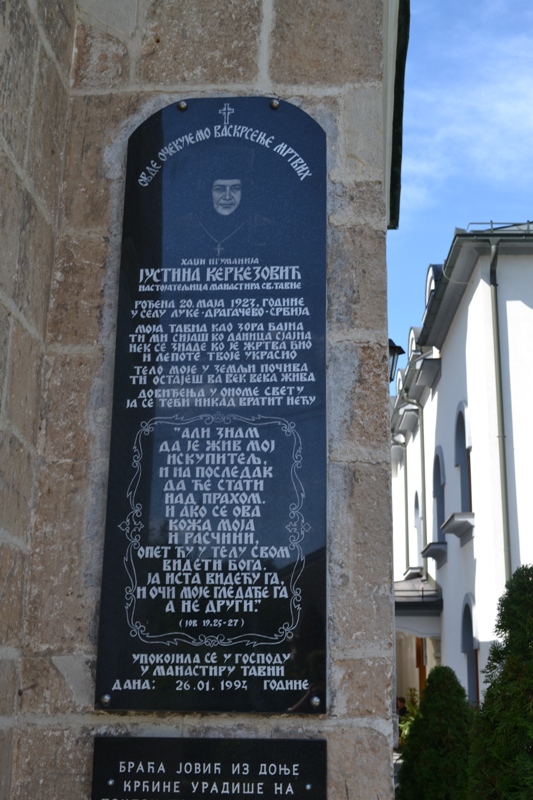 ОВДЕ ОЧЕКУЈЕМО ВАСКРСЕЊЕ МРТВИХ
ХАЏИ ИГУМАНИЈА
ЈУСТИНА КЕРКЕЗОВИЋ
НАСТОЈАТЕЉИЦА МАНАСТИРА СВ.ТАВНЕ
РОЂЕНА 20. МАЈА 1927. ГОДИНЕ
У СЕЛУ ЛУКЕ · ДРАГАЧЕВО · СРБИЈА
МОЈА ТАВНА КАО ЗОРА БАЈНА
ТИ МИ СИЈАШ КО ДАНИЦА СЈАЈНА
НЕК СЕ ЗНАДЕ КО ЈЕ ЖРТВА БИО
И ЛЕПОТЕ ТВОЈЕ УКРАСИО
ТЕЛО МОЈЕ У ЗЕМЉИ ПОЧИВА
ТИ ОСТАЈЕШ ВА ВЕК ВЕКА ЖИВА
ДОВИЂЕЊА У ОНОМЕ СВЕТУ
ЈА СЕ ТЕБИ НИКАД ВРАТИТ НЕЋУ
"АЛИ ЗНАМ
ДА ЈЕ ЖИВ МОЈ
ИСКУПИТЕЉ,
И НА ПОСЛЕДАК
ДА ЋЕ СТАТИ
НАД ПРАХОМ.
И АКО СЕ ОВА
КОЖА МОЈА
И РАСЧИНИ,
ОПЕТ ЋУ У ТЕЛУ СВОМ
ВИДЕТИ БОГА.
ЈА ИСТА ВИДЕЋУ ГА,
И ОЧИ МОЈЕ ГЛЕДАЋЕ ГА
А НЕ ДРУГИ."
(ЈОВ 19.25-27)
УПОКОЈИЛА СЕ У ГОСПОДУ
У МАНАСТИРУ ТАВНИ
ДАНА: 26.01. 1994 ГОДИНЕ
БРАЋА ЈОВИЋ ИЗ ДОЊЕ
КРЋИНЕ УРАДИШЕ НА